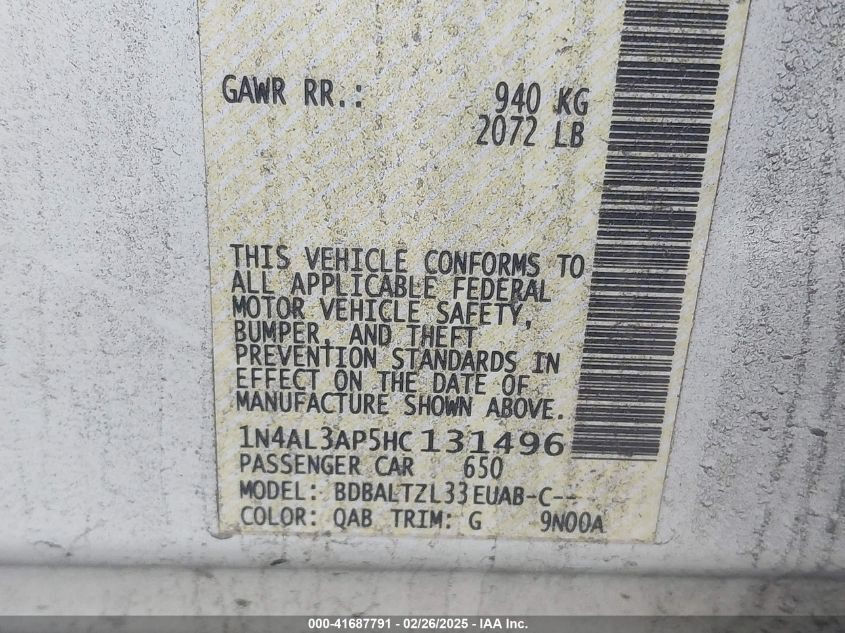 GAWR RR.: 940 KG
2072 LB
THIS VEHICLE CONFORMS TO
ALL APPLICABLE FEDERAL
MOTOR VEHICLE SAFETY,
BUMPER, AND THEFT
PREVENTION STANDARDS IN
EFFECT ON THE DATE OF
MANUFACTURE SHOWN ABOVE.
1N4AL3AP5HC131496
PASSENGER CAR 650
MODEL: BDBALTZL33EUAB-C--
COLOR: QAB TRIM: G 9N00A
000-41687791 - 02/26/2025 - IAA Inc.